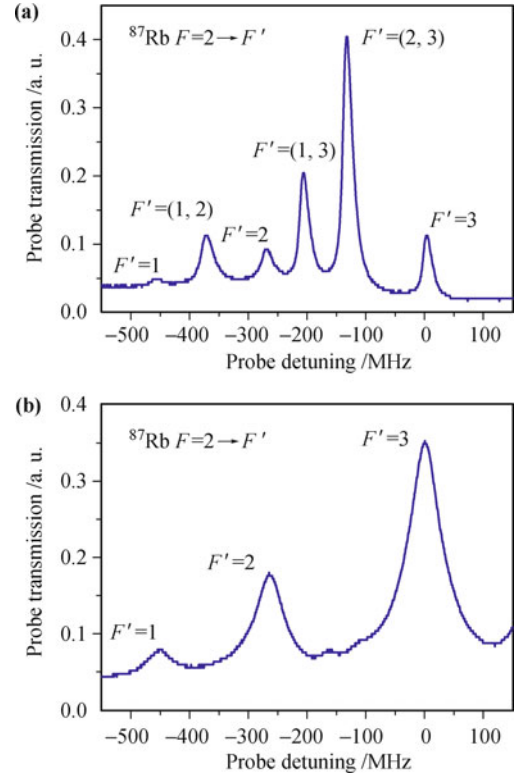 (a)
⁸⁷Rb F=2→F′
F′=(2, 3)
F′=(1, 3)
F′=(1, 2)
F′=2
F′=3
F′=1
0.4
0.3
0.2
0.1
0.0
Probe transmission /a. u.
−500 −400 −300 −200 −100 0 100
Probe detuning /MHz
(b)
⁸⁷Rb F=2→F′
F′=3
F′=2
F′=1
0.4
0.3
0.2
0.1
0.0
Probe transmission /a. u.
−500 −400 −300 −200 −100 0 100
Probe detuning /MHz